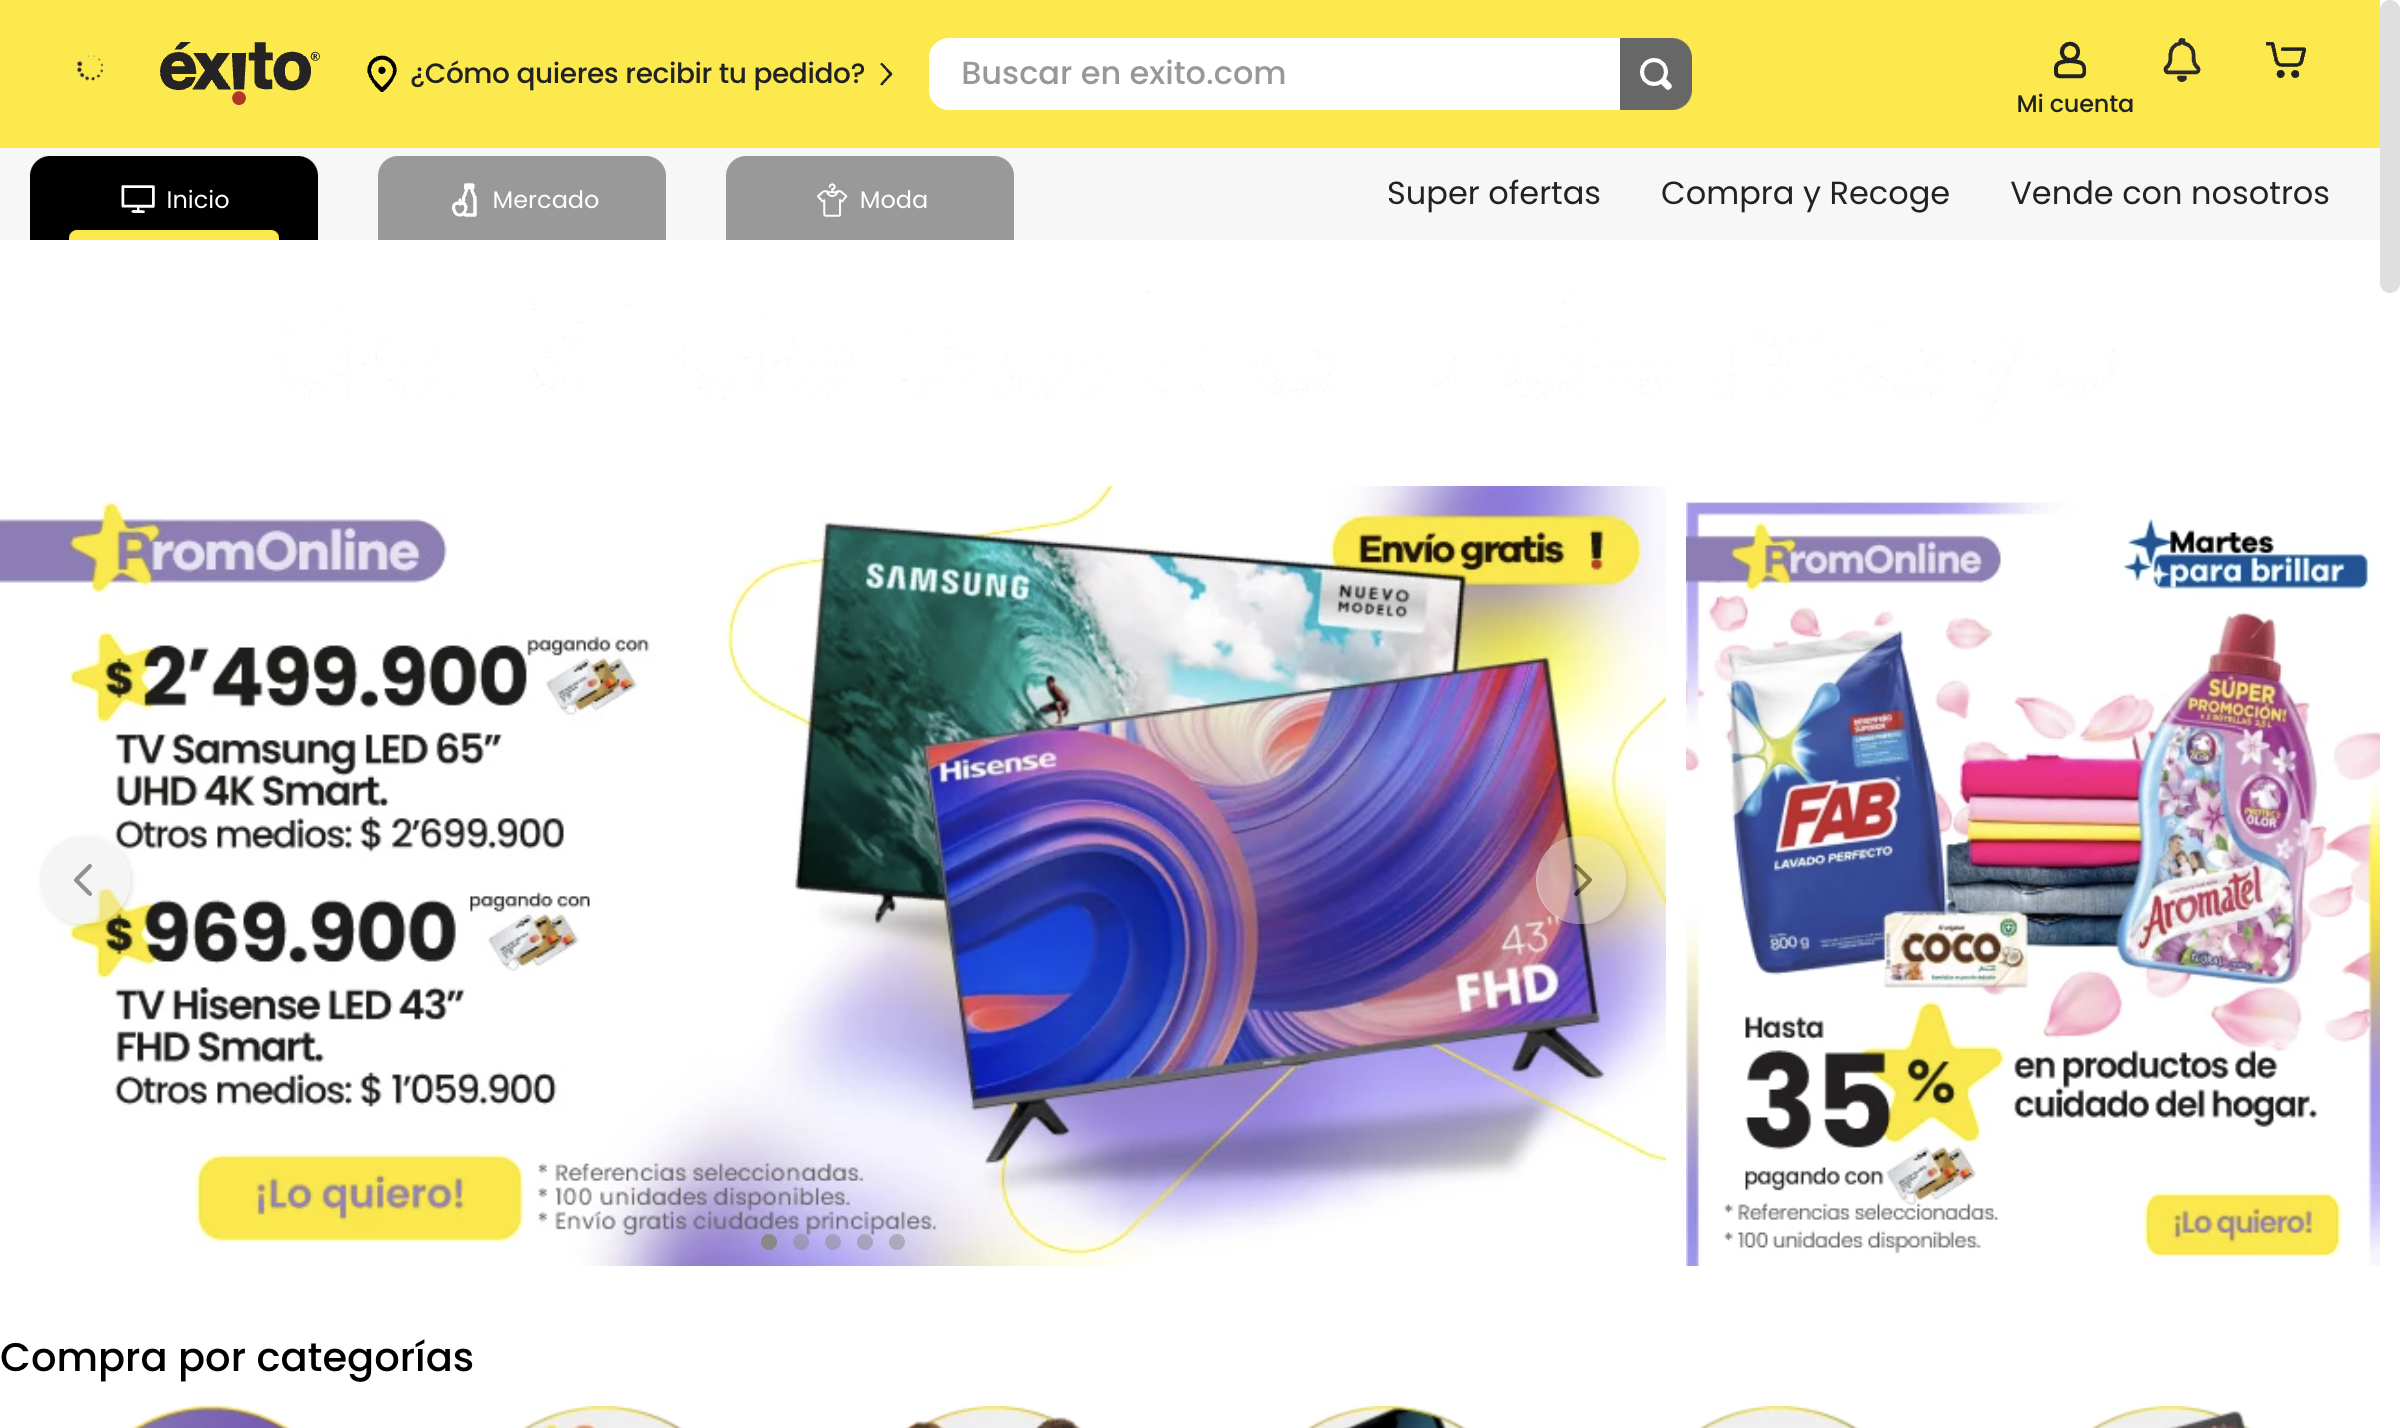 éxito®
¿Cómo quieres recibir tu pedido?
Buscar en exito.com
Mi cuenta
Inicio
Mercado
Moda
Super ofertas
Compra y Recoge
Vende con nosotros
PromOnline
$ 2’499.900 pagando con
TV Samsung LED 65”
UHD 4K Smart.
Otros medios: $ 2’699.900
$ 969.900 pagando con
TV Hisense LED 43”
FHD Smart.
Otros medios: $ 1’059.900
¡Lo quiero!
* Referencias seleccionadas.
* 100 unidades disponibles.
* Envío gratis ciudades principales.
Envío gratis !
SAMSUNG
NUEVO
MODELO
Hisense
43"
FHD
PromOnline
Martes
para brillar
SÚPER
PROMOCIÓN!
FAB
LAVADO PERFECTO
800 g
COCO
Aromatel
FLORAL
Hasta
35 %
en productos de
cuidado del hogar.
pagando con
* Referencias seleccionadas.
* 100 unidades disponibles.
¡Lo quiero!
Compra por categorías